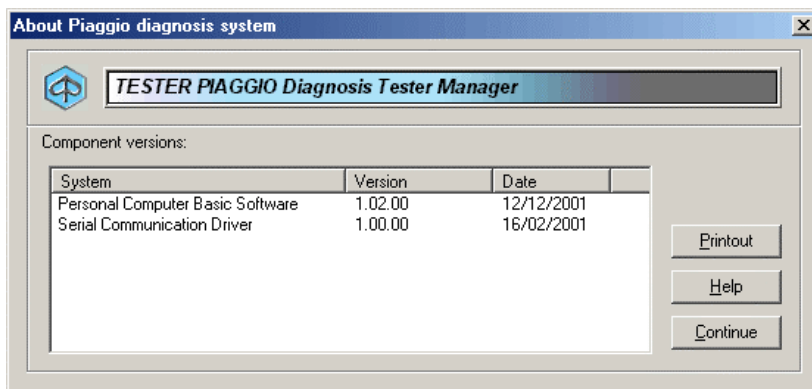 About Piaggio diagnosis system
TESTER PIAGGIO Diagnosis Tester Manager
Component versions:
System Version Date
Personal Computer Basic Software 1.02.00 12/12/2001
Serial Communication Driver 1.00.00 16/02/2001
Printout
Help
Continue